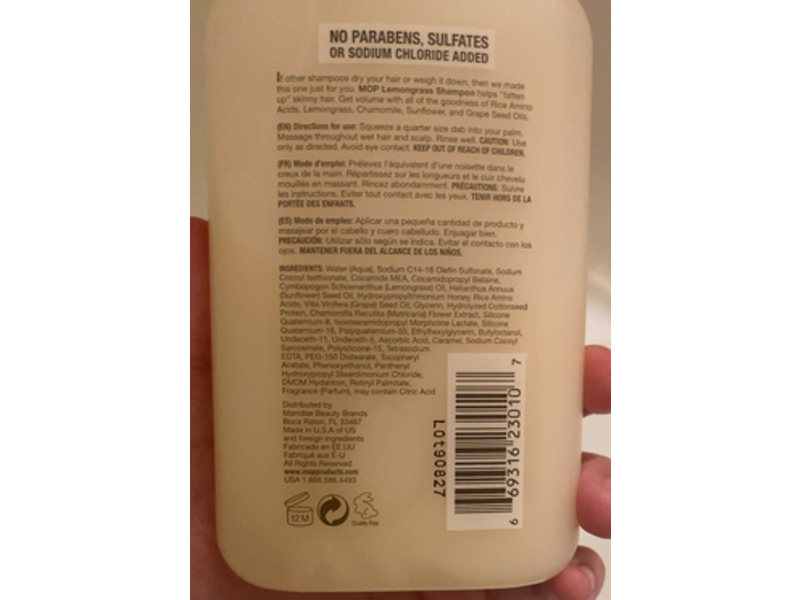 NO PARABENS, SULFATES
OR SODIUM CHLORIDE ADDED
If other shampoos dry your hair or weigh it down, then we made
this one just for you. MOP Lemongrass Shampoo helps "fatten
up" skinny hair. Get volume with all of the goodness of Rice Amino
Acids, Lemongrass, Chamomile, Sunflower, and Grape Seed Oils.
(EN) Directions for use: Squeeze a quarter size dab into your palm.
Massage throughout wet hair and scalp. Rinse well. CAUTION: Use
only as directed. Avoid eye contact. KEEP OUT OF REACH OF CHILDREN.
(FR) Mode d'emploi: Prélevez l'équivalent d'une noisette dans le
creux de la main. Répartissez sur les longueurs et le cuir chevelu
mouillés en massant. Rincez abondamment. PRÉCAUTIONS: Suivre
les instructions. Eviter tout contact avec les yeux. TENIR HORS DE LA
PORTÉE DES ENFANTS.
(ES) Modo de empleo: Aplicar una pequeña cantidad de producto y
masajear por el cabello y cuero cabelludo. Enjuagar bien.
PRECAUCIÓN: Utilizar sólo según se indica. Evitar el contacto con los
ojos. MANTENER FUERA DEL ALCANCE DE LOS NIÑOS.
INGREDIENTS: Water (Aqua), Sodium C14-16 Olefin Sulfonate, Sodium
Cocoyl Isethionate, Cocamide MEA, Cocamidopropyl Betaine,
Cymbopogon Schoenanthus (Lemongrass) Oil, Helianthus Annuus
(Sunflower) Seed Oil, Hydroxypropyltrimonium Honey, Rice Amino
Acids, Vitis Vinifera (Grape) Seed Oil, Glycerin, Hydrolyzed Cottonseed
Protein, Chamomilla Recutita (Matricaria) Flower Extract, Silicone
Quaternium-8, Isostearamidopropyl Morpholine Lactate, Silicone
Quaternium-16, Polyquaternium-55, Ethylhexylglycerin, Butyloctanol,
Undeceth-11, Undeceth-5, Ascorbic Acid, Caramel, Sodium Cocoyl
Sarcosinate, Polysilicone-15, Tetrasodium
EDTA, PEG-150 Distearate, Tocopheryl
Acetate, Phenoxyethanol, Panthenyl
Hydroxypropyl Steardimonium Chloride,
DMDM Hydantoin, Retinyl Palmitate,
Fragrance (Parfum), may contain Citric Acid
Distributed by
Manidae Beauty Brands
Boca Raton, FL 33487
Made in U.S.A of US
and foreign ingredients
Fabricado en EE.UU
Fabriqué aux É-U
All Rights Reserved
www.mopproducts.com
USA 1.866.586.4493
12 M
Cruelty Free
Lot90827
6 69316 23010 7